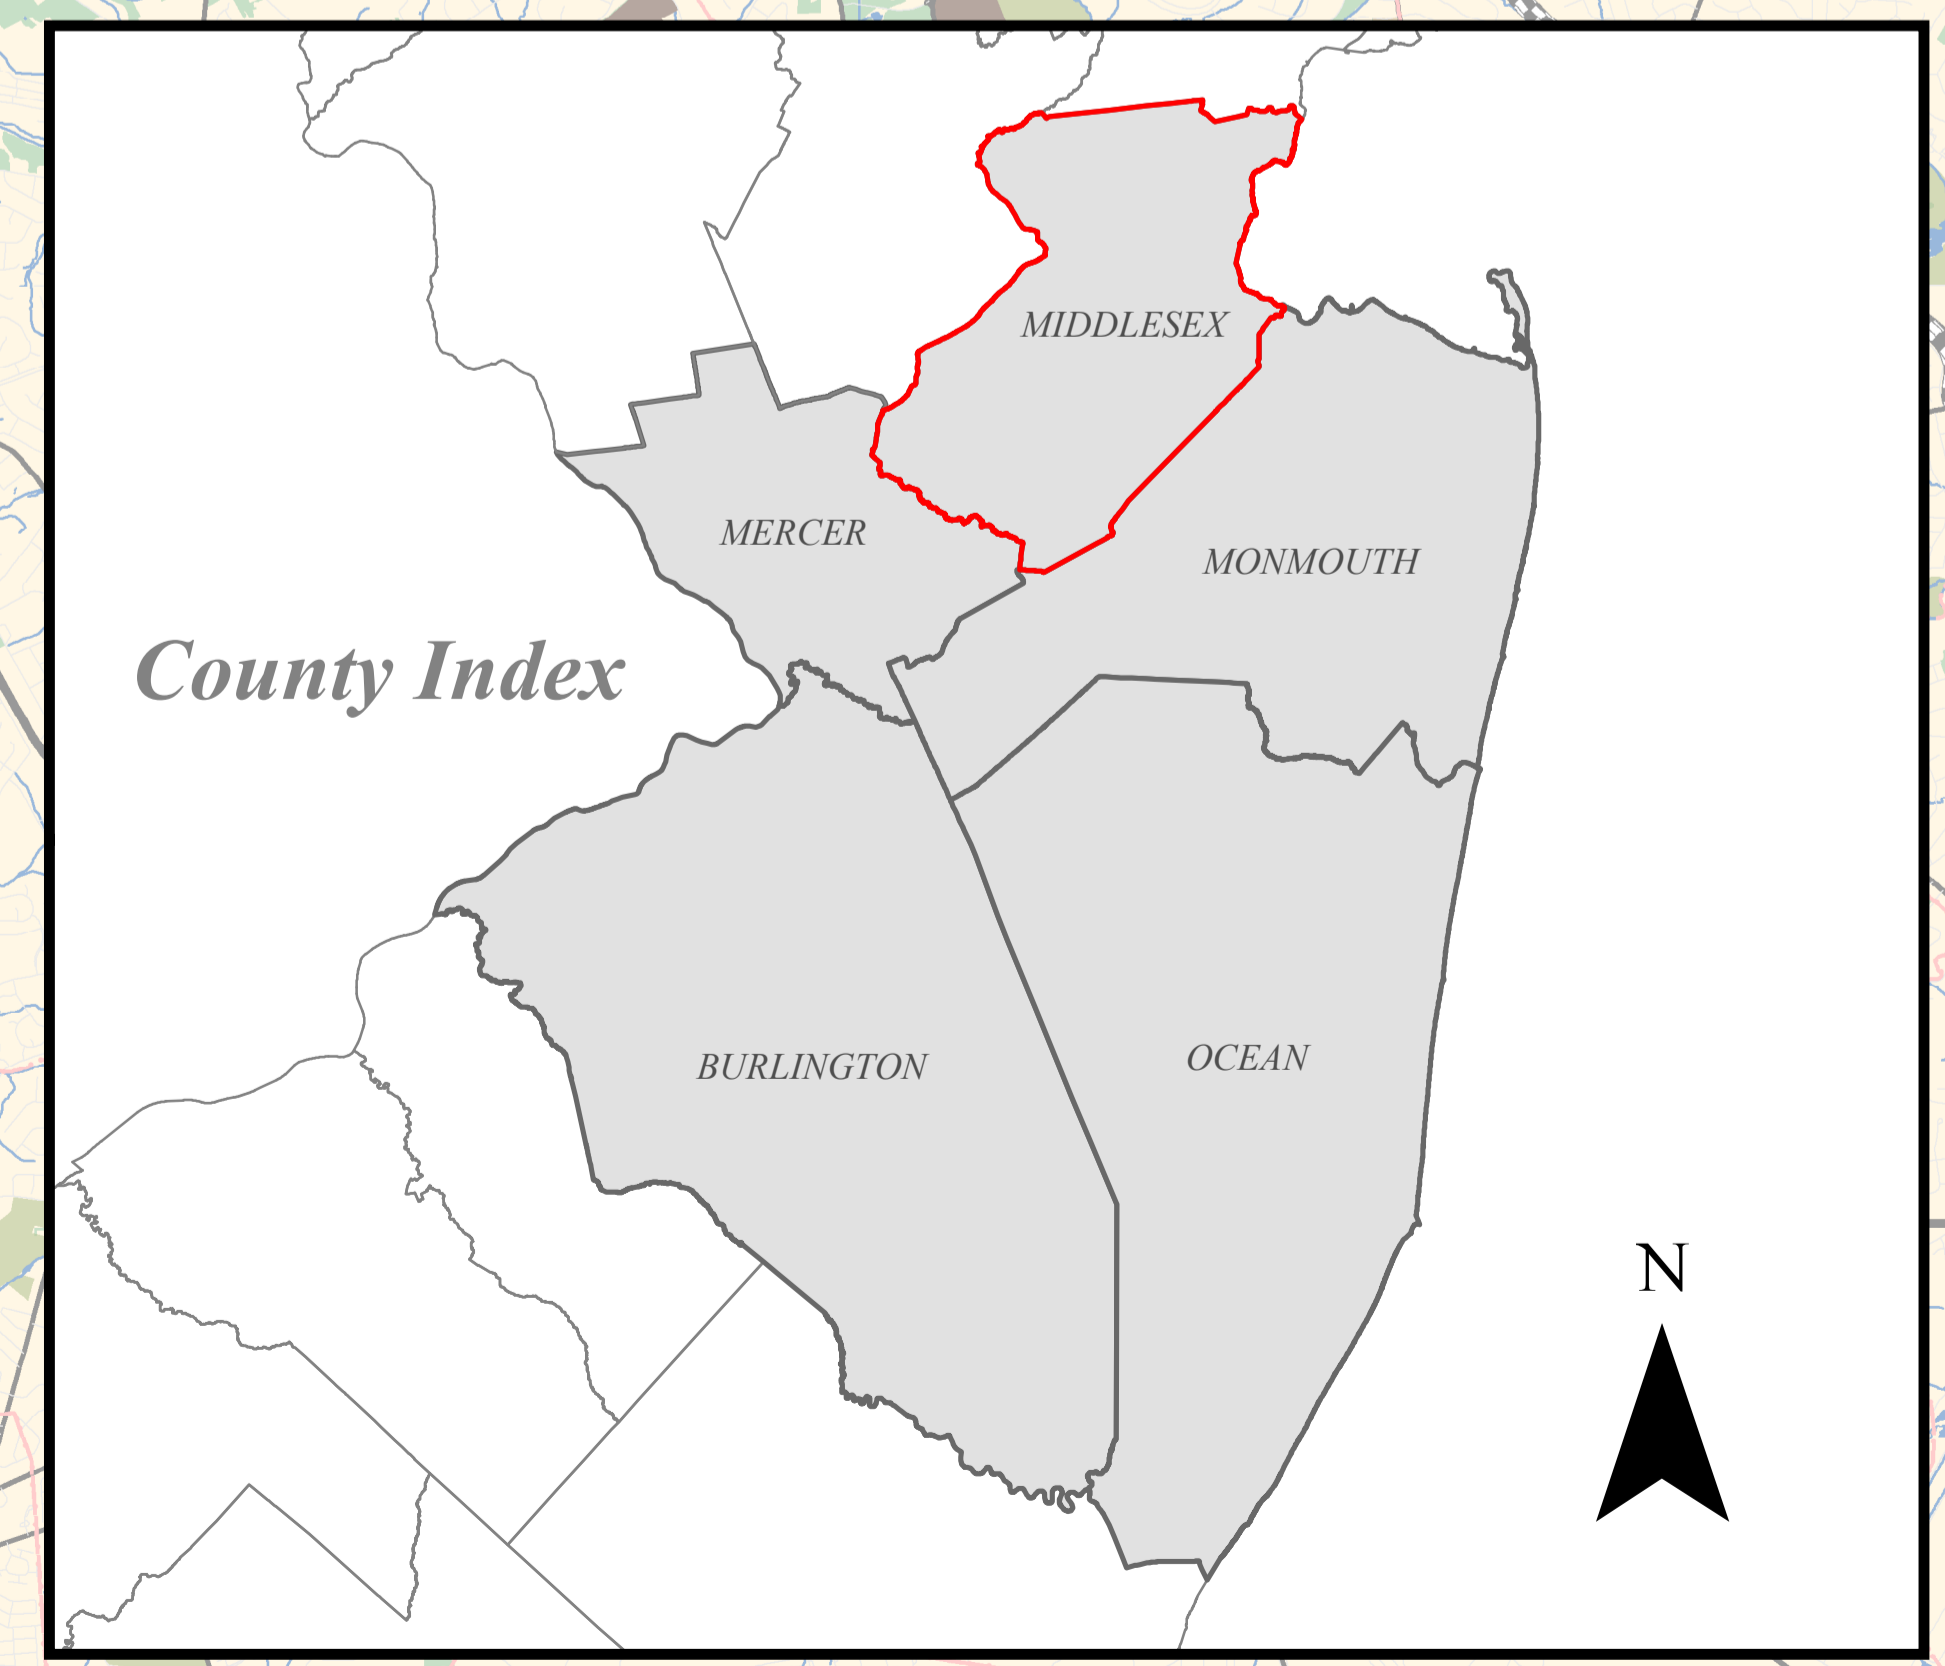 MIDDLESEX
MERCER
MONMOUTH
County Index
BURLINGTON
OCEAN
N